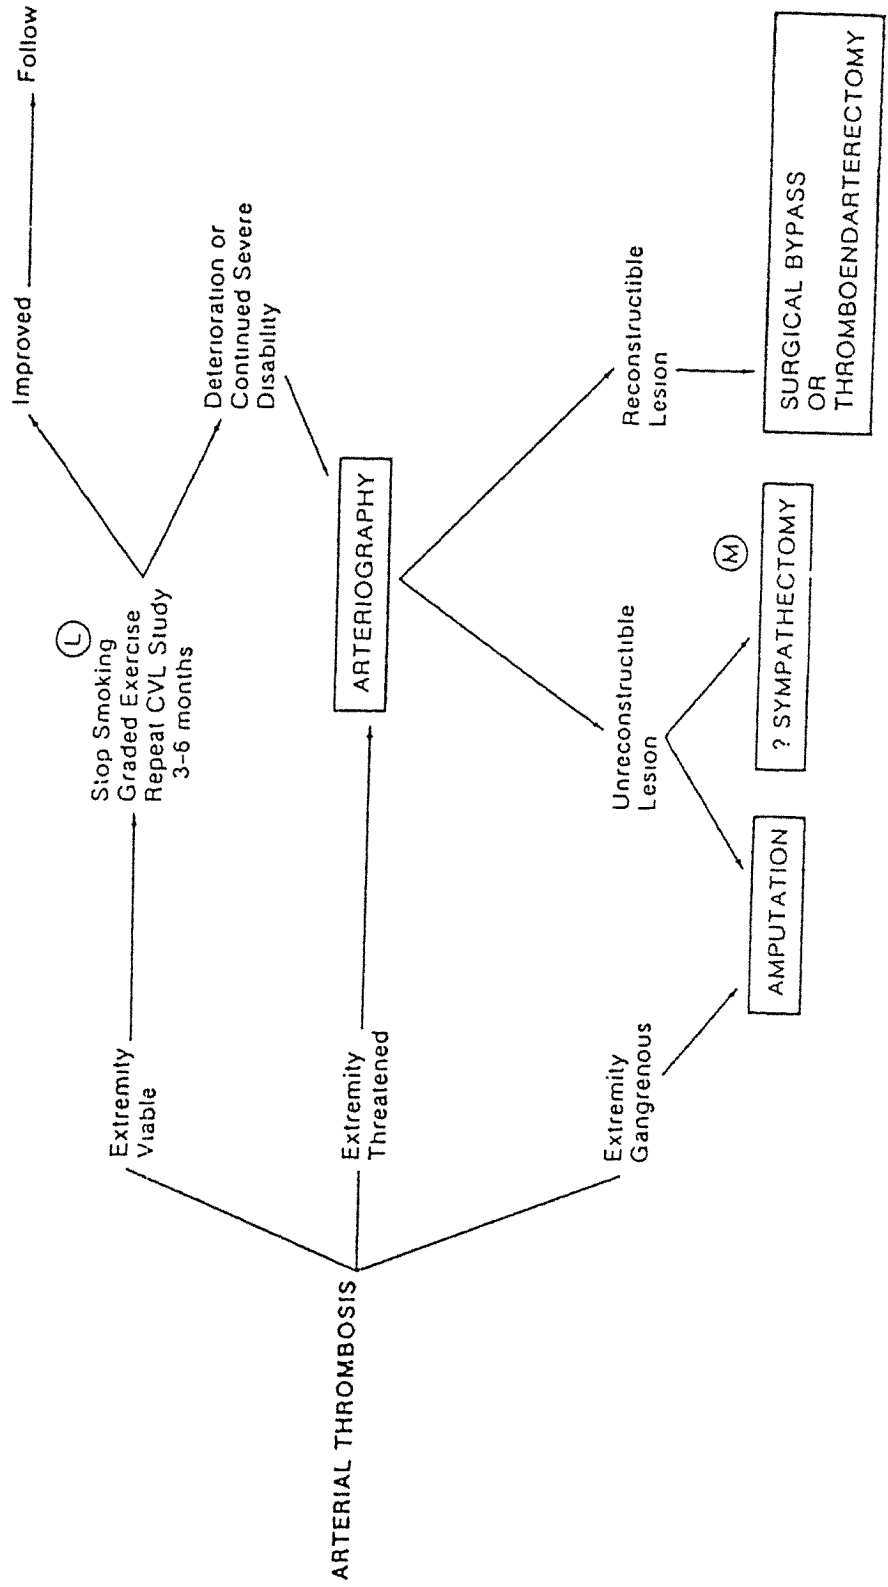 ARTERIAL THROMBOSIS
Extremity
Viable
L
Stop Smoking
Graded Exercise
Repeat CVL Study
3-6 months
Improved
Follow
Deterioration or
Continued Severe
Disability
Extremity
Threatened
ARTERIOGRAPHY
Extremity
Gangrenous
Unreconstructible
Lesion
Reconstructible
Lesion
AMPUTATION
M
? SYMPATHECTOMY
SURGICAL BYPASS
OR
THROMBOENDARTERECTOMY